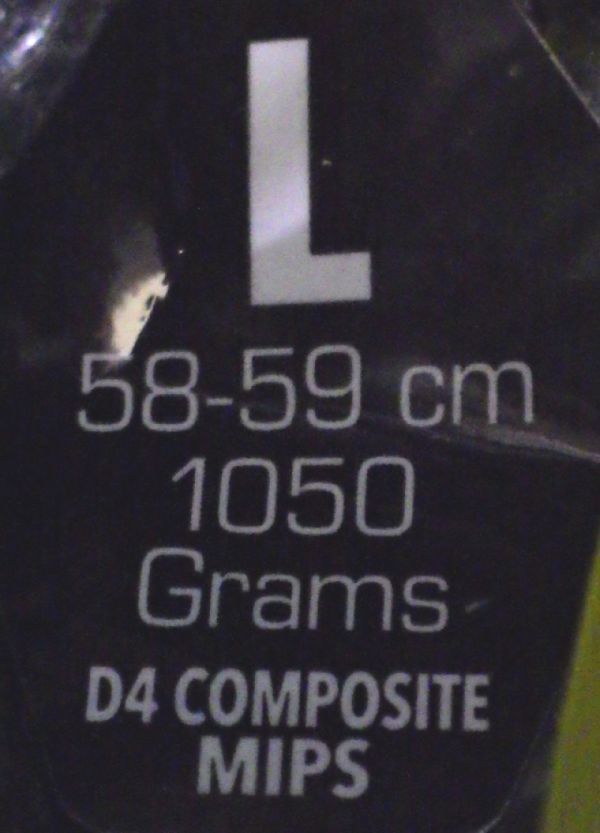 L
58-59 cm
1050
Grams
D4 COMPOSITE
MIPS